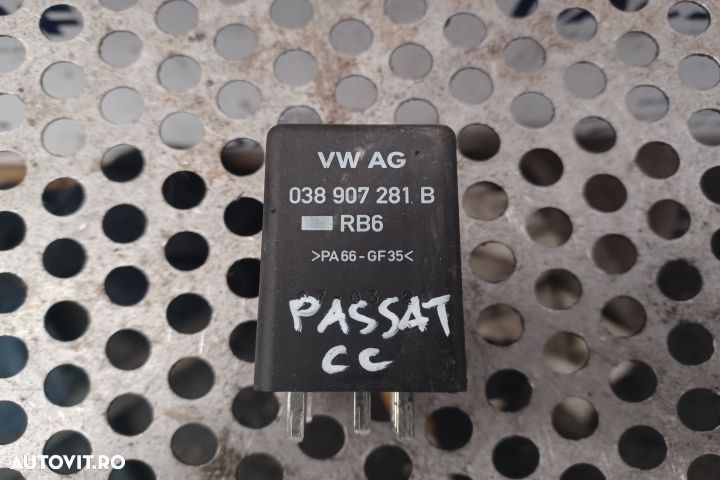 VW AG
038 907 281 B
RB6
>PA66-GF35<
PASSAT
CC
AUTOVIT.RO